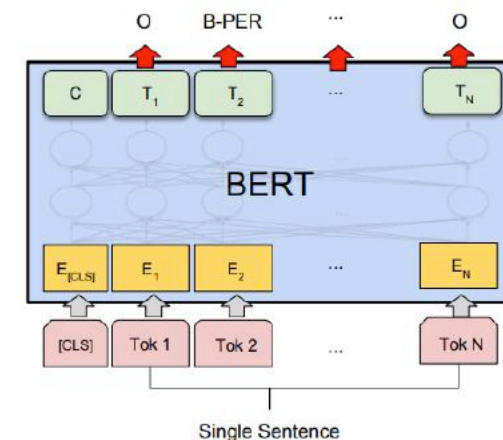 O B-PER ... O
C T1 T2 ... TN
BERT
E[CLS] E1 E2 ... EN
[CLS] Tok 1 Tok 2 ... Tok N
Single Sentence